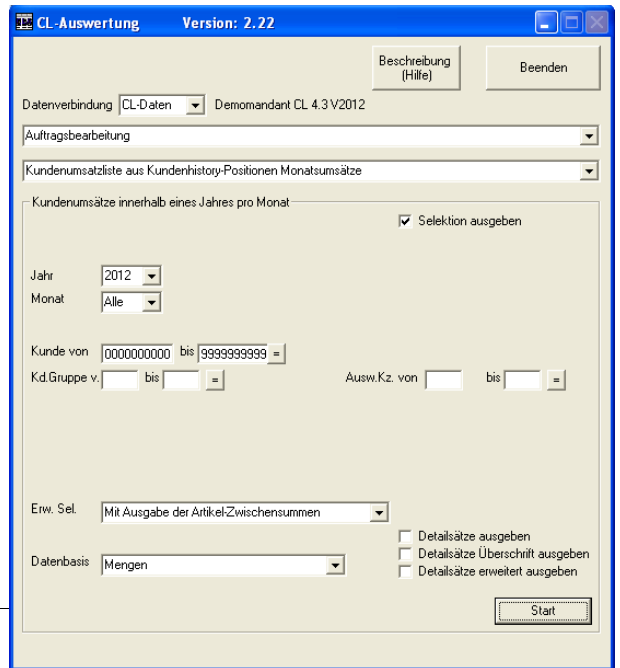 CL-Auswertung Version: 2.22
Beschreibung (Hilfe)
Beenden
Datenverbindung CL-Daten Demomandant CL 4.3 V2012
Auftragsbearbeitung
Kundenumsatzliste aus Kundenhistory-Positionen Monatsumsätze
Kundenumsätze innerhalb eines Jahres pro Monat
Selektion ausgeben
Jahr 2012
Monat Alle
Kunde von 0000000000 bis 9999999999 =
Kd.Gruppe v. bis = Ausw.Kz. von bis =
Erw. Sel. Mit Ausgabe der Artikel-Zwischensummen
Detailsätze ausgeben
Detailsätze Überschrift ausgeben
Datenbasis Mengen
Detailsätze erweitert ausgeben
Start